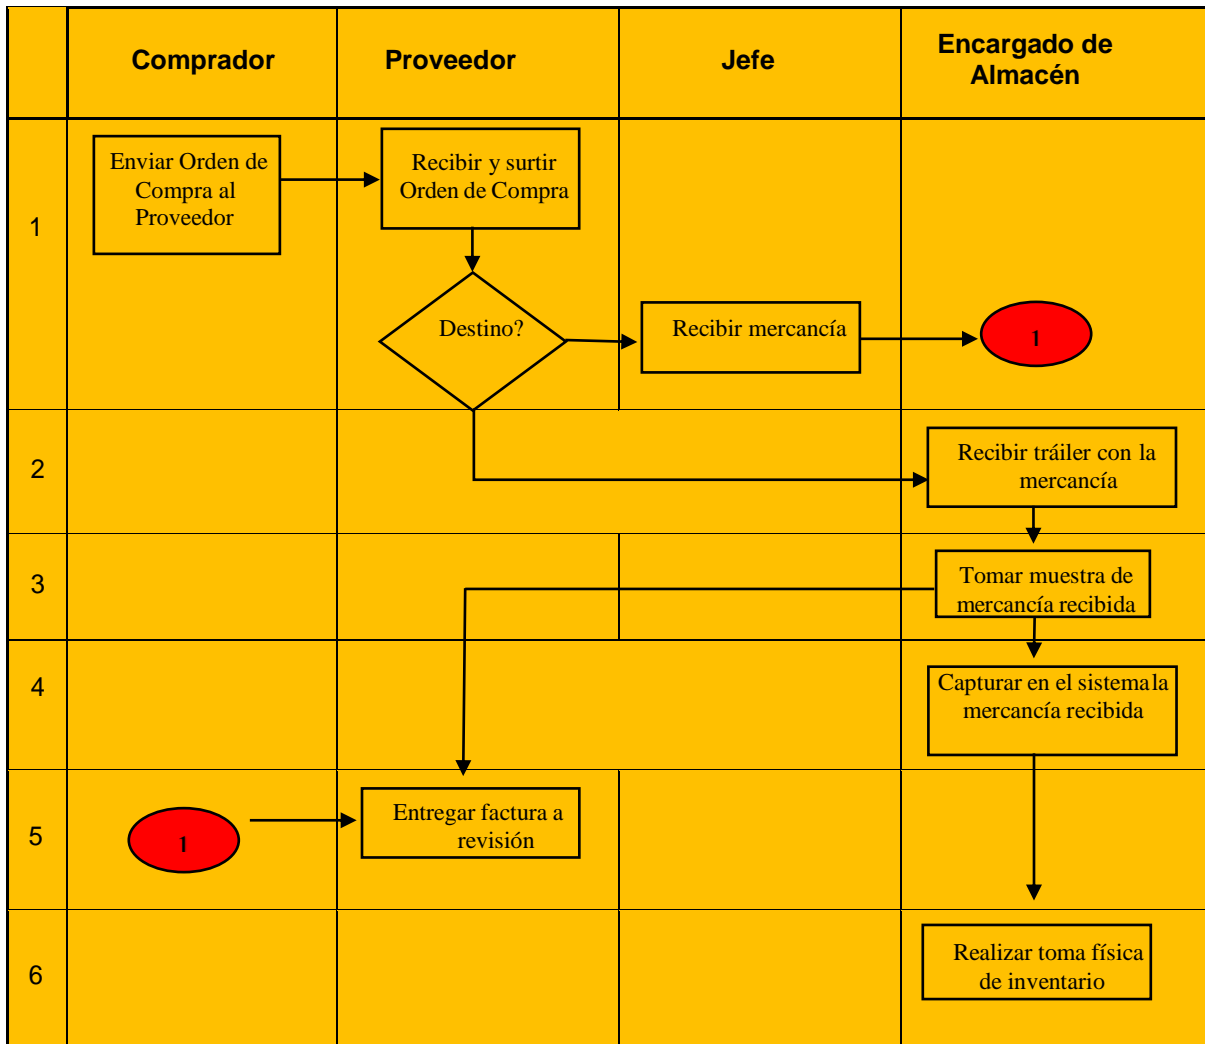 Comprador
Proveedor
Jefe
Encargado de
Almacén
1
Enviar Orden de
Compra al
Proveedor
Recibir y surtir
Orden de Compra
Destino?
Recibir mercancía
1
2
Recibir tráiler con la
mercancía
3
Tomar muestra de
mercancía recibida
4
Capturar en el sistema la
mercancía recibida
5
1
Entregar factura a
revisión
6
Realizar toma física
de inventario